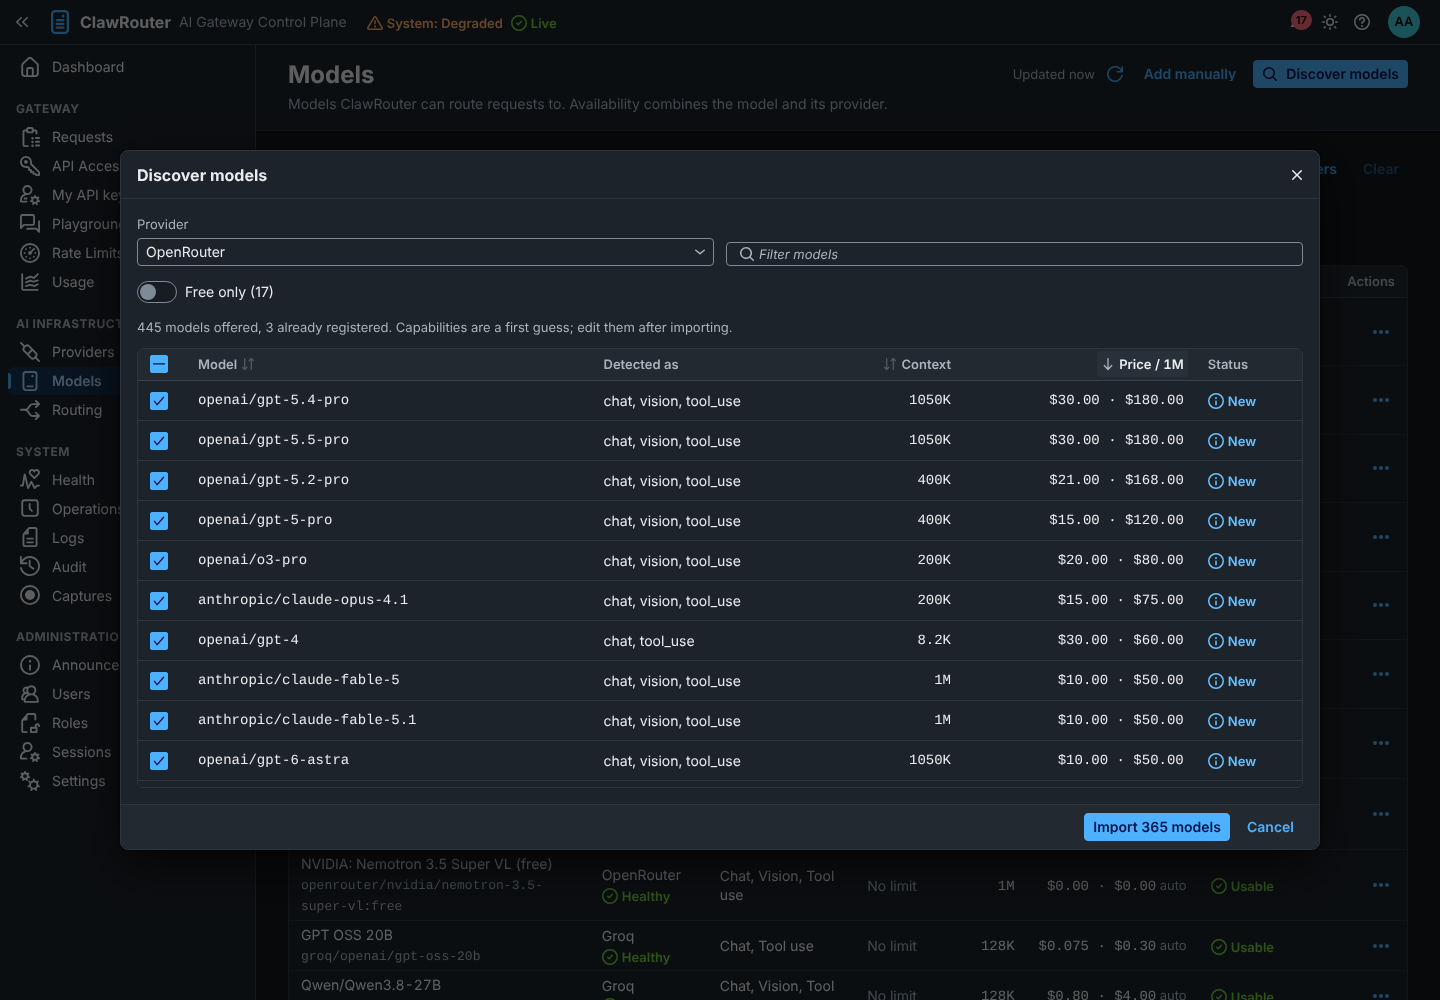 ClawRouter AI Gateway Control Plane System: Degraded Live 17 AA
Dashboard
GATEWAY
Requests
API Acces
My API key
Playgroun
Rate Limits
Usage
AI INFRASTRUCT
Providers
Models
Routing
SYSTEM
Health
Operations
Logs
Audit
Captures
ADMINISTRATIO
Announce
Users
Roles
Sessions
Settings
Models
Updated now Add manually Discover models
Models ClawRouter can route requests to. Availability combines the model and its provider.
ers Clear
Actions
Discover models
Provider
OpenRouter Filter models
Free only (17)
445 models offered, 3 already registered. Capabilities are a first guess; edit them after importing.
Model Detected as Context Price / 1M Status
openai/gpt-5.4-pro chat, vision, tool_use 1050K $30.00 · $180.00 New
openai/gpt-5.5-pro chat, vision, tool_use 1050K $30.00 · $180.00 New
openai/gpt-5.2-pro chat, vision, tool_use 400K $21.00 · $168.00 New
openai/gpt-5-pro chat, vision, tool_use 400K $15.00 · $120.00 New
openai/o3-pro chat, vision, tool_use 200K $20.00 · $80.00 New
anthropic/claude-opus-4.1 chat, vision, tool_use 200K $15.00 · $75.00 New
openai/gpt-4 chat, tool_use 8.2K $30.00 · $60.00 New
anthropic/claude-fable-5 chat, vision, tool_use 1M $10.00 · $50.00 New
anthropic/claude-fable-5.1 chat, vision, tool_use 1M $10.00 · $50.00 New
openai/gpt-6-astra chat, vision, tool_use 1050K $10.00 · $50.00 New
Import 365 models Cancel
NVIDIA: Nemotron 3.5 Super VL (free)
openrouter/nvidia/nemotron-3.5-
super-vl:free
OpenRouter
Healthy
Chat, Vision, Tool
use
No limit 1M $0.00 · $0.00 auto Usable
GPT OSS 20B
groq/openai/gpt-oss-20b
Groq
Healthy
Chat, Tool use No limit 128K $0.075 · $0.30 auto Usable
Qwen/Qwen3.8-27B
Groq
Chat, Vision, Tool
No limit 128K $0.80 · $4.00 auto Usable